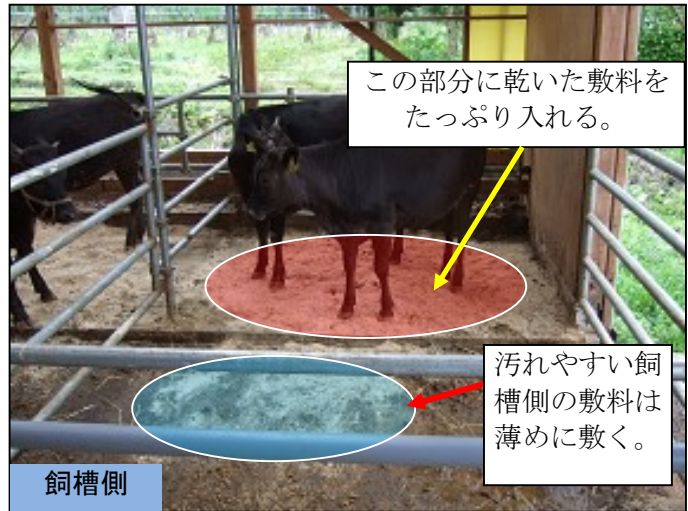 この部分に乾いた敷料を
たっぷり入れる。
汚れやすい飼
槽側の敷料は
薄めに敷く。
飼槽側